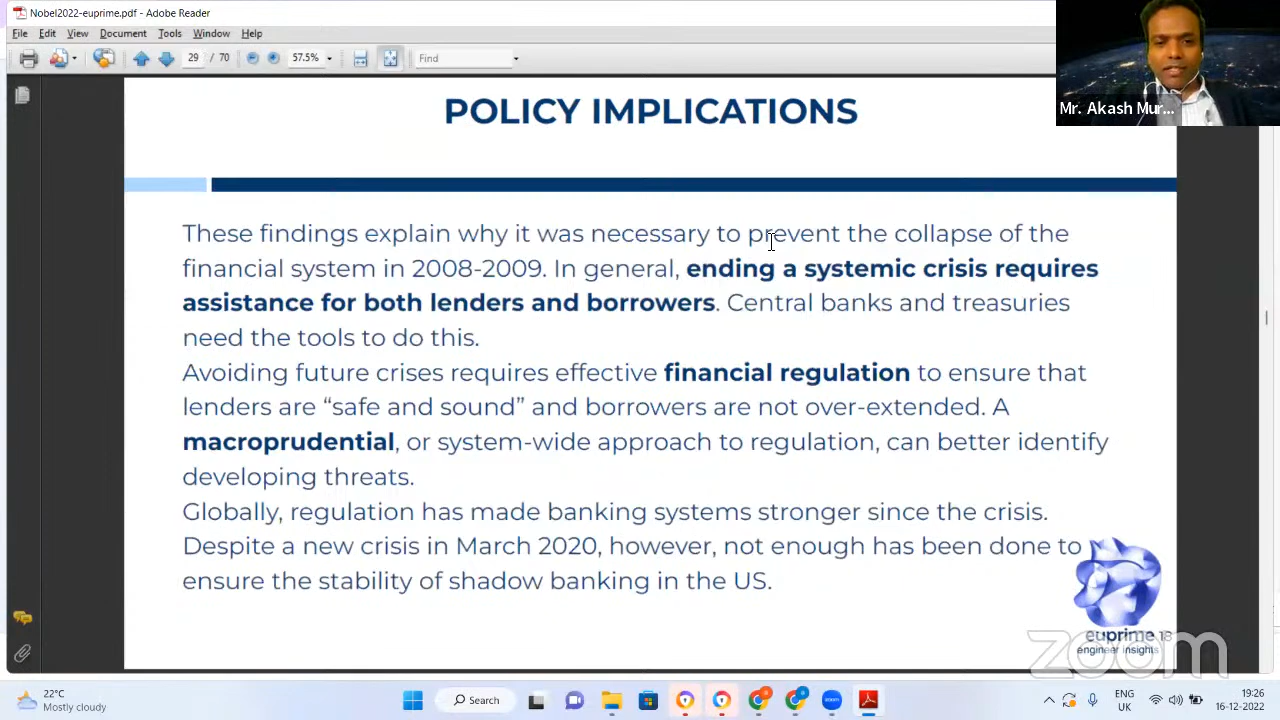 Nobel2022-euprime.pdf - Adobe Reader
File Edit View Document Tools Window Help
29 / 70 57.5% Find
Mr. Akash Mur...
POLICY IMPLICATIONS
These findings explain why it was necessary to prevent the collapse of the
financial system in 2008-2009. In general, ending a systemic crisis requires
assistance for both lenders and borrowers. Central banks and treasuries
need the tools to do this.
Avoiding future crises requires effective financial regulation to ensure that
lenders are “safe and sound” and borrowers are not over-extended. A
macroprudential, or system-wide approach to regulation, can better identify
developing threats.
Globally, regulation has made banking systems stronger since the crisis.
Despite a new crisis in March 2020, however, not enough has been done to
ensure the stability of shadow banking in the US.
euprime 18
engineer insights
zoom
22°C
Mostly cloudy
Search
zoom
ENG
UK
19:26
16-12-2022